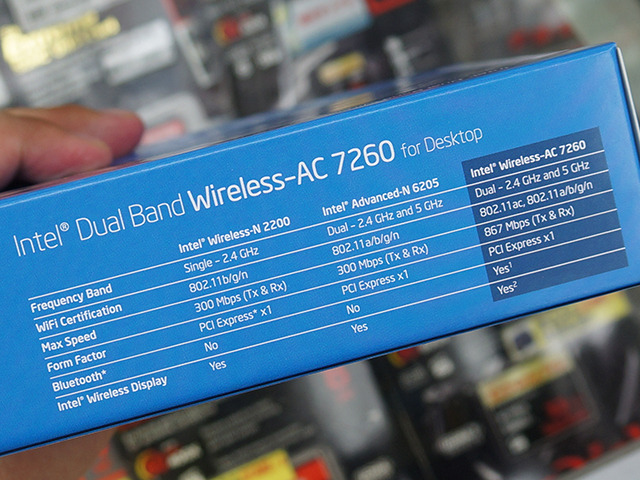 Intel® Dual Band Wireless-AC 7260 for Desktop
Intel® Wireless-N 2200 Intel® Advanced-N 6205 Intel® Wireless-AC 7260
Frequency Band Single - 2.4 GHz Dual - 2.4 GHz and 5 GHz Dual - 2.4 GHz and 5 GHz
WiFi Certification 802.11b/g/n 802.11a/b/g/n 802.11ac, 802.11a/b/g/n
Max Speed 300 Mbps (Tx & Rx) 300 Mbps (Tx & Rx) 867 Mbps (Tx & Rx)
Form Factor PCI Express* x1 PCI Express x1 PCI Express x1
Bluetooth* No No Yes¹
Intel® Wireless Display Yes Yes Yes²